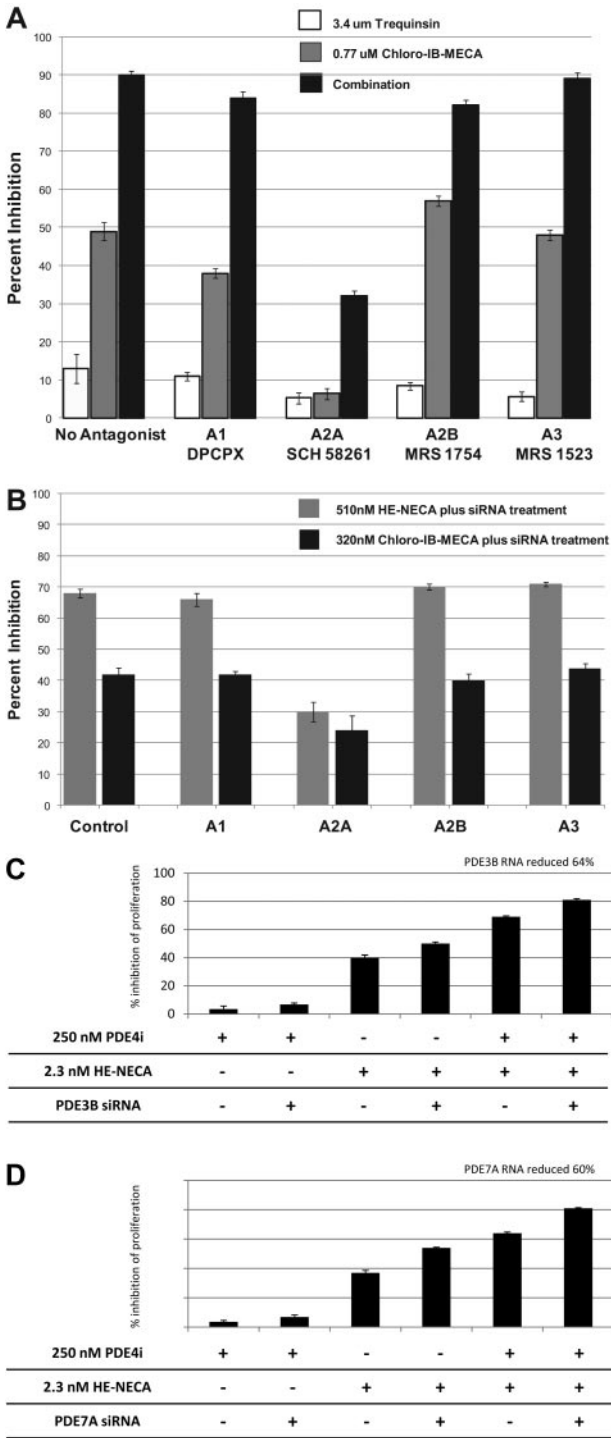 A
3.4 um Trequinsin
0.77 uM Chloro-IB-MECA
Combination
Percent Inhibition
100
90
80
70
60
50
40
30
20
10
0
No Antagonist
A1
DPCPX
A2A
SCH 58261
A2B
MRS 1754
A3
MRS 1523
B
510nM HE-NECA plus siRNA treatment
320nM Chloro-IB-MECA plus siRNA treatment
Percent Inhibition
100
90
80
70
60
50
40
30
20
10
0
Control
A1
A2A
A2B
A3
C
PDE3B RNA reduced 64%
% inhibition of proliferation
100
80
60
40
20
0
250 nM PDE4i + + - - + +
2.3 nM HE-NECA - - + + + +
PDE3B siRNA - + - + - +
D
PDE7A RNA reduced 60%
% inhibition of proliferation
250 nM PDE4i + + - - + +
2.3 nM HE-NECA - - + + + +
PDE7A siRNA - + - + - +